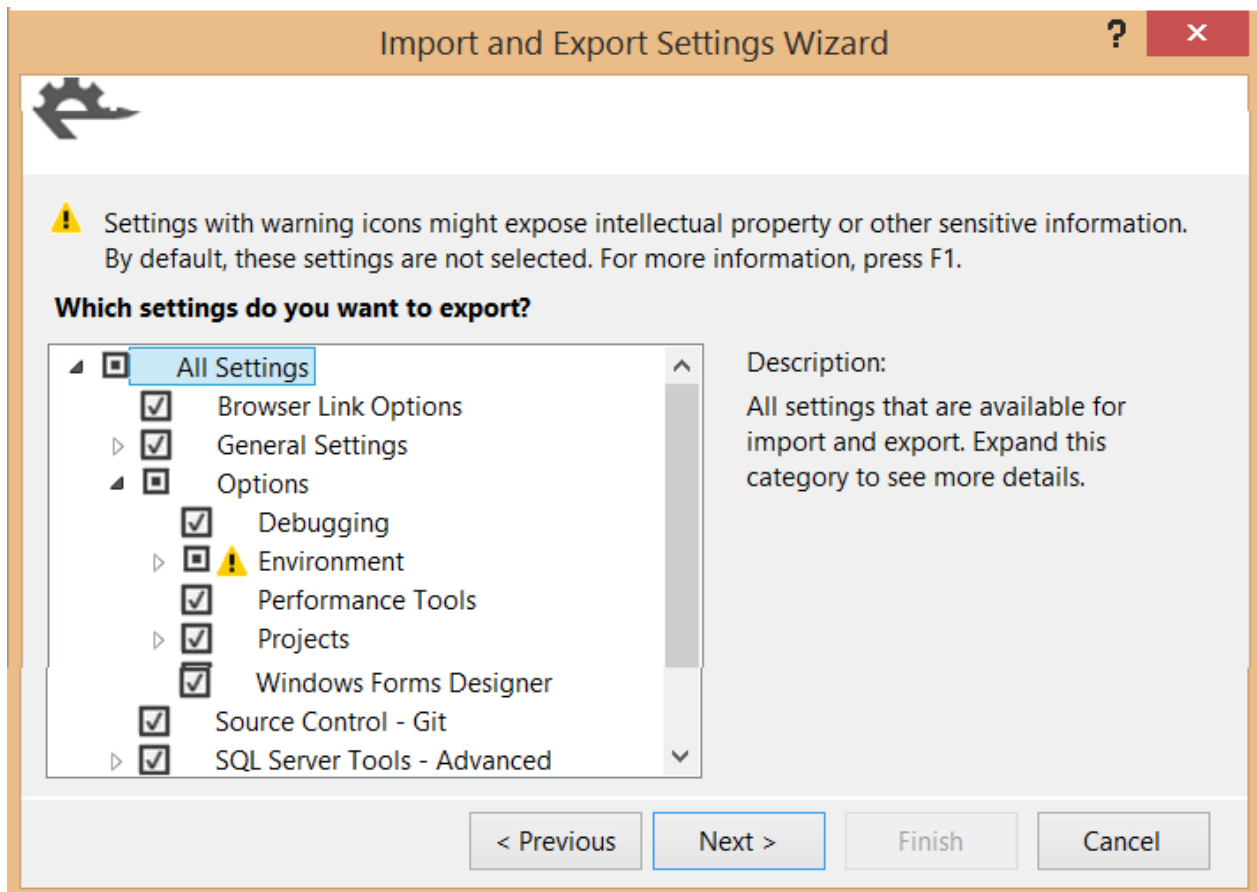 Import and Export Settings Wizard
?
Settings with warning icons might expose intellectual property or other sensitive information.
By default, these settings are not selected. For more information, press F1.
Which settings do you want to export?
All Settings
Browser Link Options
General Settings
Options
Debugging
Environment
Performance Tools
Projects
Windows Forms Designer
Source Control - Git
SQL Server Tools - Advanced
Description:
All settings that are available for
import and export. Expand this
category to see more details.
< Previous
Next >
Finish
Cancel